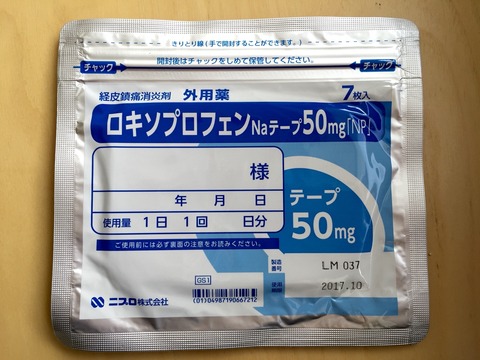 きりとり線(手で開封することができます。)
開封後はチャックをしめて保管してください。
チャック チャック
経皮鎮痛消炎剤 外用薬 7枚入
ロキソプロフェンNaテープ50mg「NP」
様
年 月 日
使用量 1日 1回 日分
ご使用前には必ず裏面の注意をお読みください。
テープ
50mg
製造番号 LM 037
使用期限 2017.10
GS1
(01)04987190667212
ニプロ株式会社